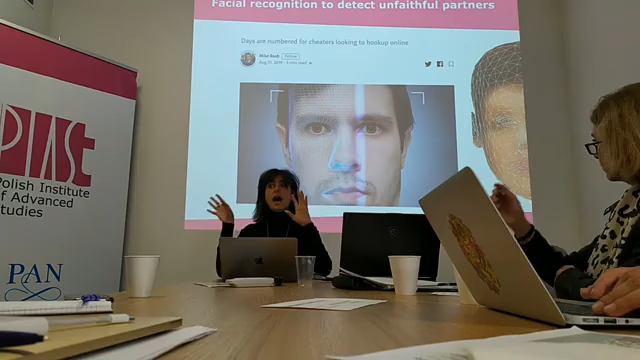 Facial recognition to detect unfaithful partners
Days are numbered for cheaters looking to hookup online
PIASt
Polish Institute
of Advanced
Studies
PAN